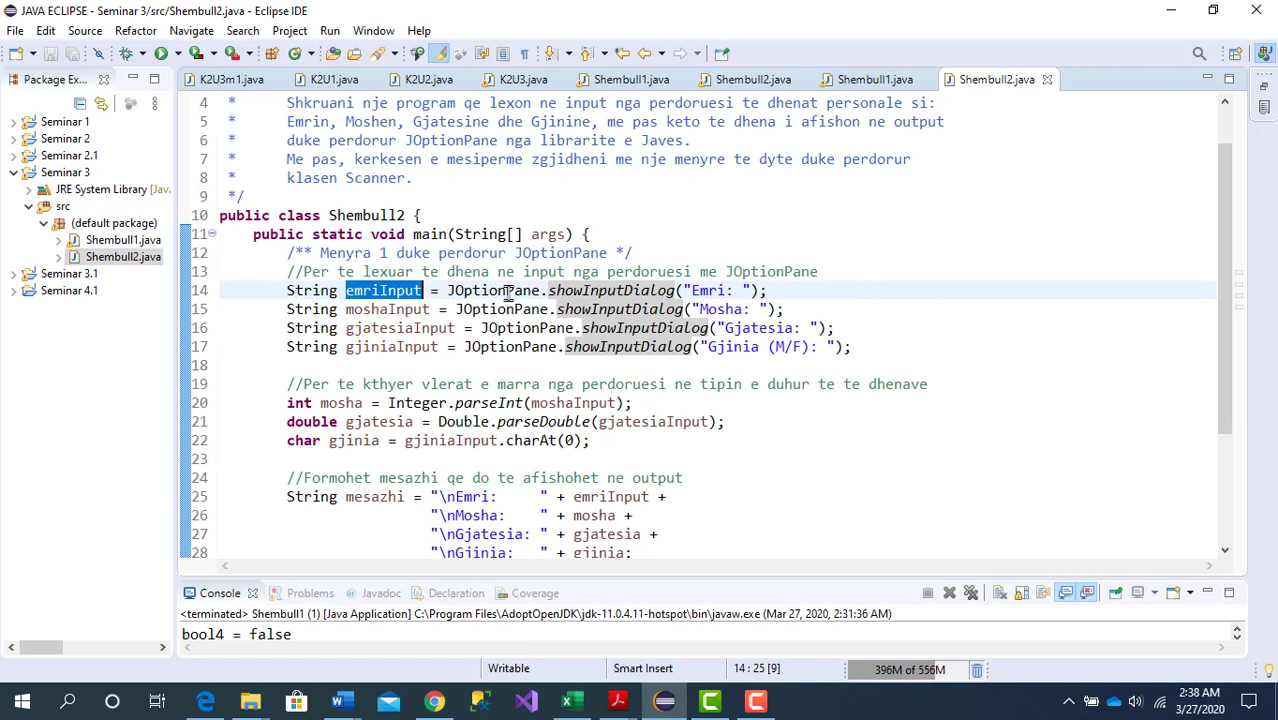 JAVA ECLIPSE - Seminar 3/src/Shembull2.java - Eclipse IDE
File Edit Source Refactor Navigate Search Project Run Window Help
Package Ex...
K2U3m1.java K2U1.java K2U2.java K2U3.java Shembull1.java Shembull2.java Shembull1.java Shembull2.java
Seminar 1
Seminar 2
Seminar 2.1
Seminar 3
JRE System Library [Java
src
(default package)
Shembull1.java
Shembull2.java
Seminar 3.1
Seminar 4.1
4 * Shkruani nje program qe lexon ne input nga perdoruesi te dhenat personale si:
5 * Emrin, Moshen, Gjatesine dhe Gjinine, me pas keto te dhena i afishon ne output
6 * duke perdorur JOptionPane nga librarite e Javes.
7 * Me pas, kerkesen e mesiperme zgjidheni me nje menyre te dyte duke perdorur
8 * klasen Scanner.
9 */
10 public class Shembull2 {
11 public static void main(String[] args) {
12 /** Menyra 1 duke perdorur JOptionPane */
13 //Per te lexuar te dhena ne input nga perdoruesi me JOptionPane
14 String emriInput = JOptionPane.showInputDialog("Emri: ");
15 String moshaInput = JOptionPane.showInputDialog("Mosha: ");
16 String gjatesiaInput = JOptionPane.showInputDialog("Gjatesia: ");
17 String gjiniaInput = JOptionPane.showInputDialog("Gjinia (M/F): ");
18
19 //Per te kthyer vlerat e marra nga perdoruesi ne tipin e duhur te te dhenave
20 int mosha = Integer.parseInt(moshaInput);
21 double gjatesia = Double.parseDouble(gjatesiaInput);
22 char gjinia = gjiniaInput.charAt(0);
23
24 //Formohet mesazhi qe do te afishohet ne output
25 String mesazhi = "\nEmri:     " + emriInput +
26 "\nMosha:    " + mosha +
27 "\nGjatesia: " + gjatesia +
28 "\nGjinia:   " + gjinia;
Console Problems Javadoc Declaration Coverage
<terminated> Shembull1 (1) [Java Application] C:\Program Files\AdoptOpenJDK\jdk-11.0.4.11-hotspot\bin\javaw.exe (Mar 27, 2020, 2:31:36 AM)
bool4 = false
Writable Smart Insert 14 : 25 [9] 396M of 556M
2:38 AM
3/27/2020